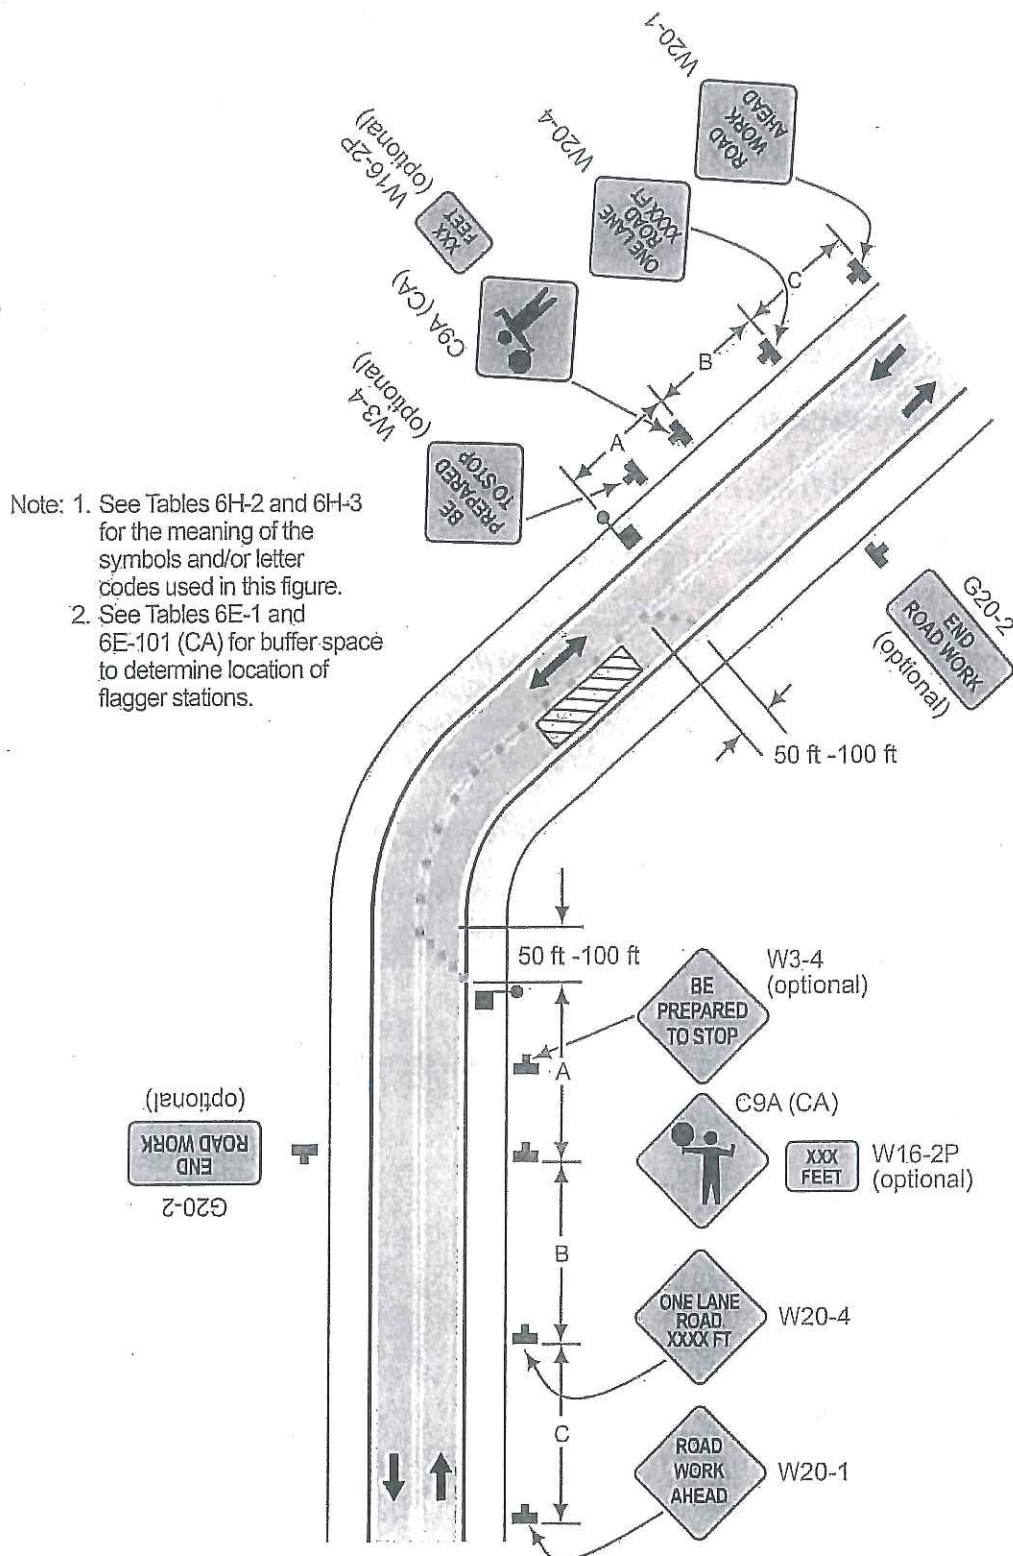 W20-1
ROAD
WORK
AHEAD
W20-4
ONE LANE
ROAD
XXXX FT
W16-2P
(optional)
XXX
FEET
C9A (CA)
W3-4
(optional)
BE
PREPARED
TO STOP
C
B
A
Note: 1. See Tables 6H-2 and 6H-3
for the meaning of the
symbols and/or letter
codes used in this figure.
2. See Tables 6E-1 and
6E-101 (CA) for buffer space
to determine location of
flagger stations.
G20-2
END
ROAD WORK
(optional)
50 ft -100 ft
50 ft -100 ft
W3-4
(optional)
BE
PREPARED
TO STOP
A
C9A (CA)
XXX
FEET
W16-2P
(optional)
G20-2
END
ROAD WORK
(optional)
B
ONE LANE
ROAD
XXXX FT
W20-4
C
ROAD
WORK
AHEAD
W20-1